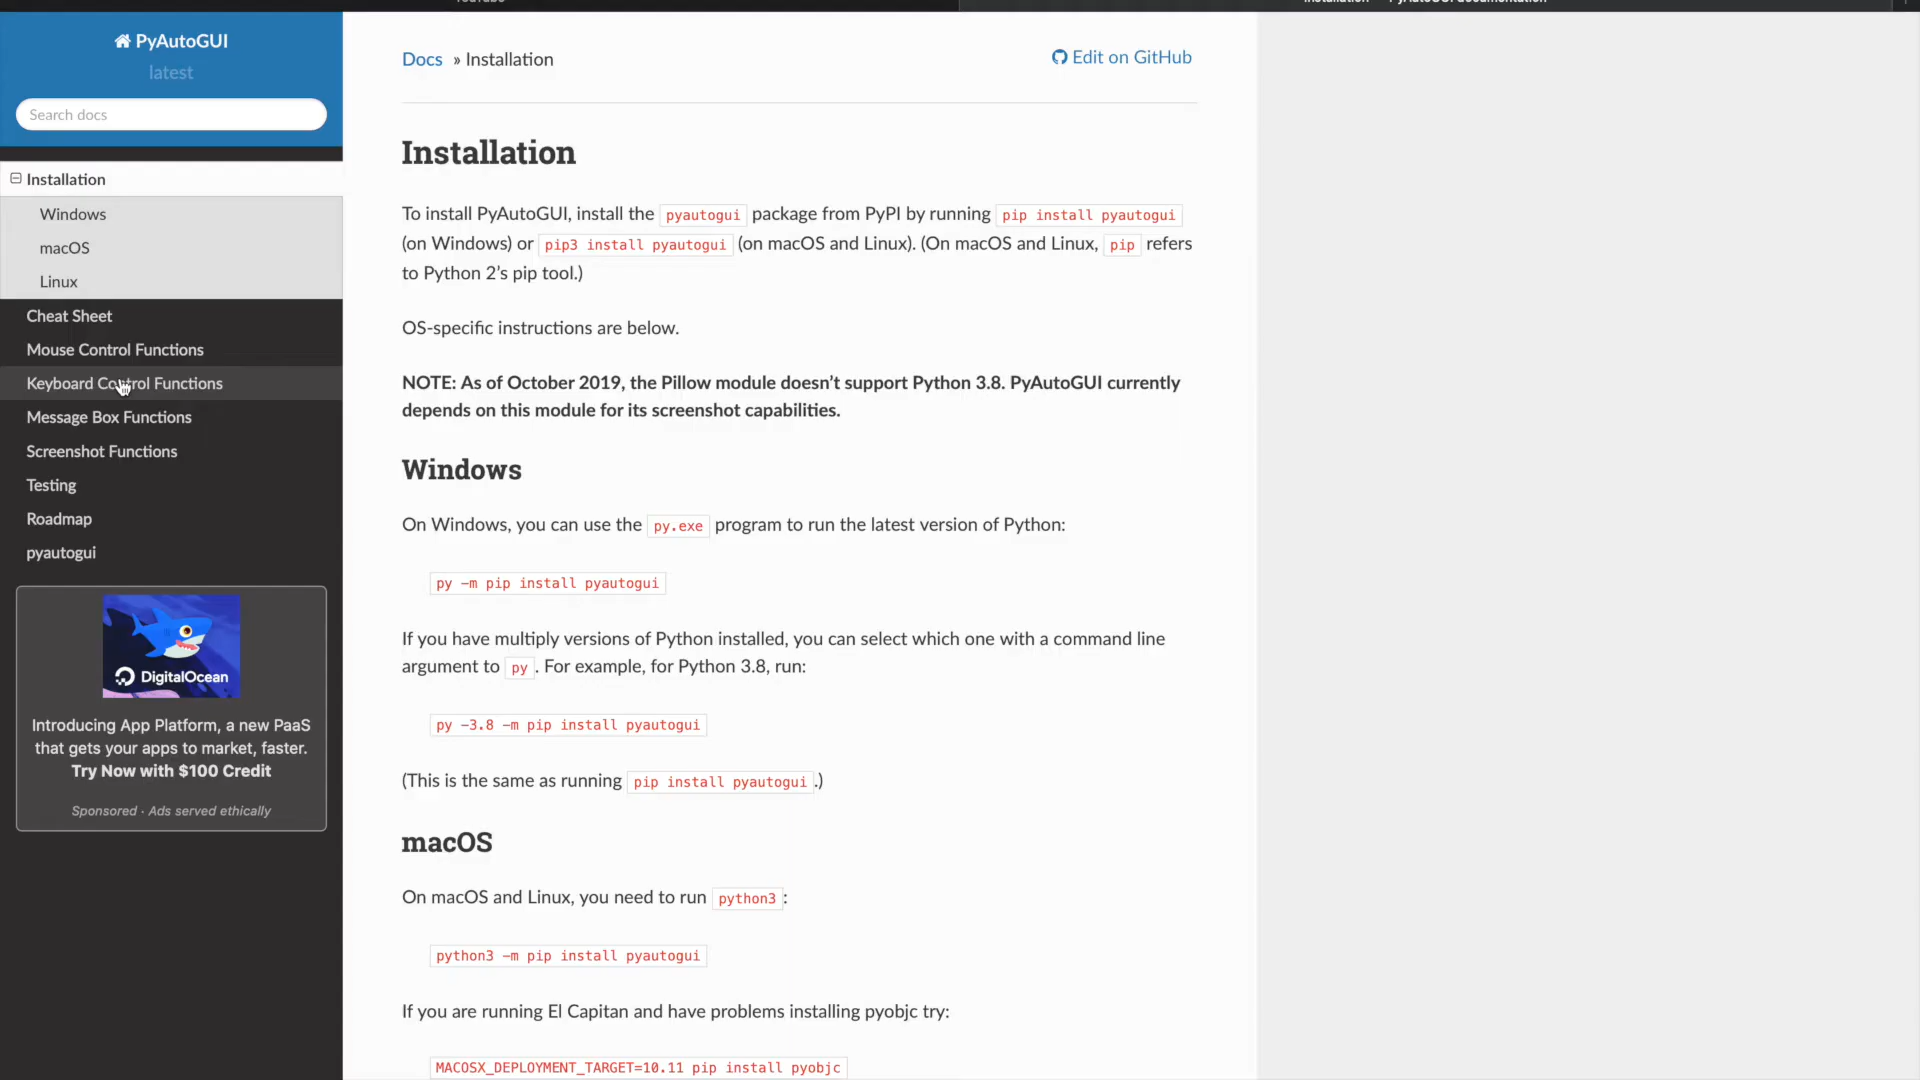 PyAutoGUI
latest
Search docs
Installation
Windows
macOS
Linux
Cheat Sheet
Mouse Control Functions
Keyboard Control Functions
Message Box Functions
Screenshot Functions
Testing
Roadmap
pyautogui
DigitalOcean
Introducing App Platform, a new PaaS
that gets your apps to market, faster.
Try Now with $100 Credit
Sponsored · Ads served ethically
Docs » Installation
Edit on GitHub
Installation
To install PyAutoGUI, install the pyautogui package from PyPI by running pip install pyautogui
(on Windows) or pip3 install pyautogui (on macOS and Linux). (On macOS and Linux, pip refers
to Python 2’s pip tool.)
OS-specific instructions are below.
NOTE: As of October 2019, the Pillow module doesn’t support Python 3.8. PyAutoGUI currently
depends on this module for its screenshot capabilities.
Windows
On Windows, you can use the py.exe program to run the latest version of Python:
py -m pip install pyautogui
If you have multiply versions of Python installed, you can select which one with a command line
argument to py . For example, for Python 3.8, run:
py -3.8 -m pip install pyautogui
(This is the same as running pip install pyautogui .)
macOS
On macOS and Linux, you need to run python3 :
python3 -m pip install pyautogui
If you are running El Capitan and have problems installing pyobjc try:
MACOSX_DEPLOYMENT_TARGET=10.11 pip install pyobjc